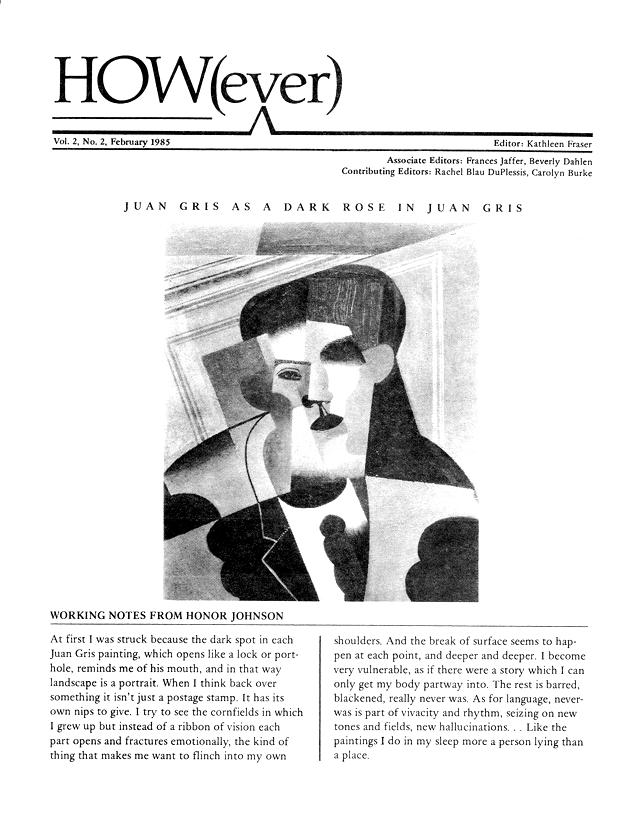 HOW(ever)
Vol. 2, No. 2, February 1985
Editor: Kathleen Fraser
Associate Editors: Frances Jaffer, Beverly Dahlen
Contributing Editors: Rachel Blau DuPlessis, Carolyn Burke
JUAN GRIS AS A DARK ROSE IN JUAN GRIS
WORKING NOTES FROM HONOR JOHNSON
At first I was struck because the dark spot in each
Juan Gris painting, which opens like a lock or port-
hole, reminds me of his mouth, and in that way
landscape is a portrait. When I think back over
something it isn't just a postage stamp. It has its
own nips to give. I try to see the cornfields in which
I grew up but instead of a ribbon of vision each
part opens and fractures emotionally, the kind of
thing that makes me want to flinch into my own
shoulders. And the break of surface seems to hap-
pen at each point, and deeper and deeper. I become
very vulnerable, as if there were a story which I can
only get my body partway into. The rest is barred,
blackened, really never was. As for language, never-
was is part of vivacity and rhythm, seizing on new
tones and fields, new hallucinations. . . Like the
paintings I do in my sleep more a person lying than
a place.